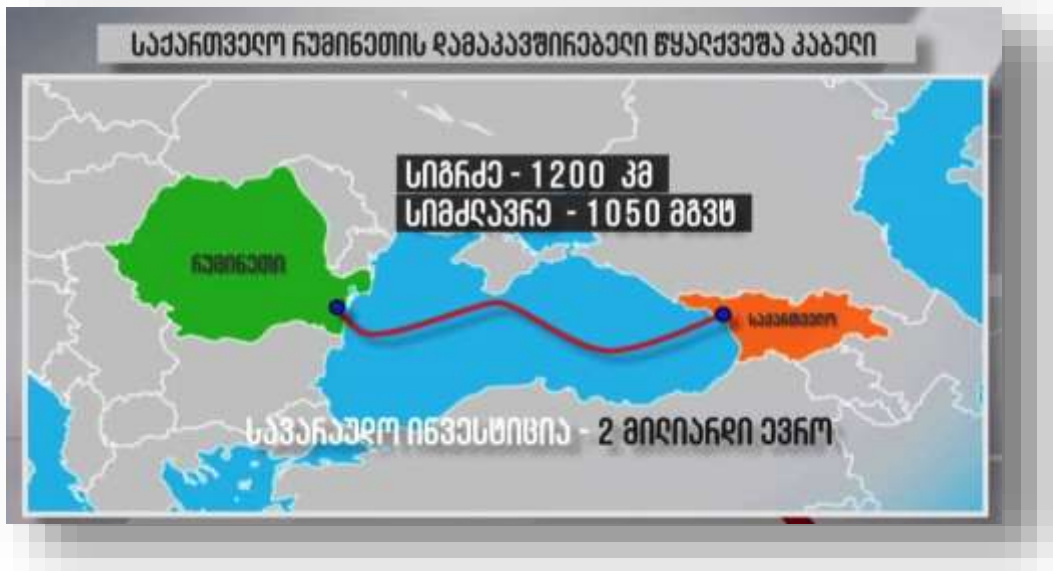 საქართველო რუმინეთის დამაკავშირებელი წყალქვეშა კაბელი
სიგრძე - 1200 კმ
სიმძლავრე - 1050 მგვტ
რუმინეთი
საქართველო
სავარაუდო ინვესტიცია - 2 მილიარდი ევრო